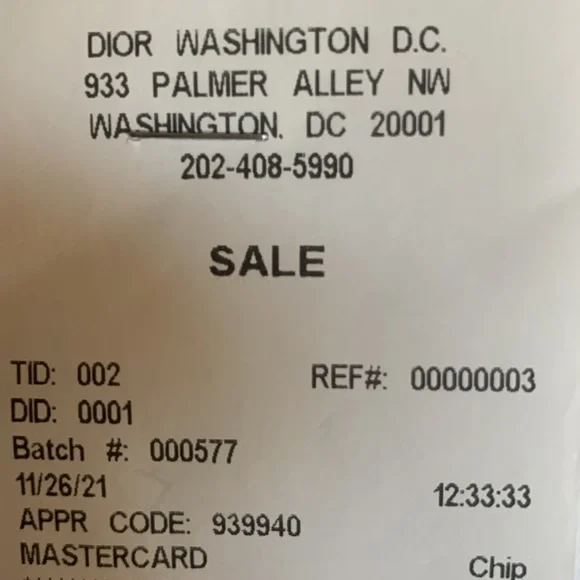 DIOR WASHINGTON D.C.
933 PALMER ALLEY NW
WASHINGTON, DC 20001
202-408-5990
SALE
TID: 002 REF#: 00000003
DID: 0001
Batch #: 000577
11/26/21 12:33:33
APPR CODE: 939940
MASTERCARD Chip